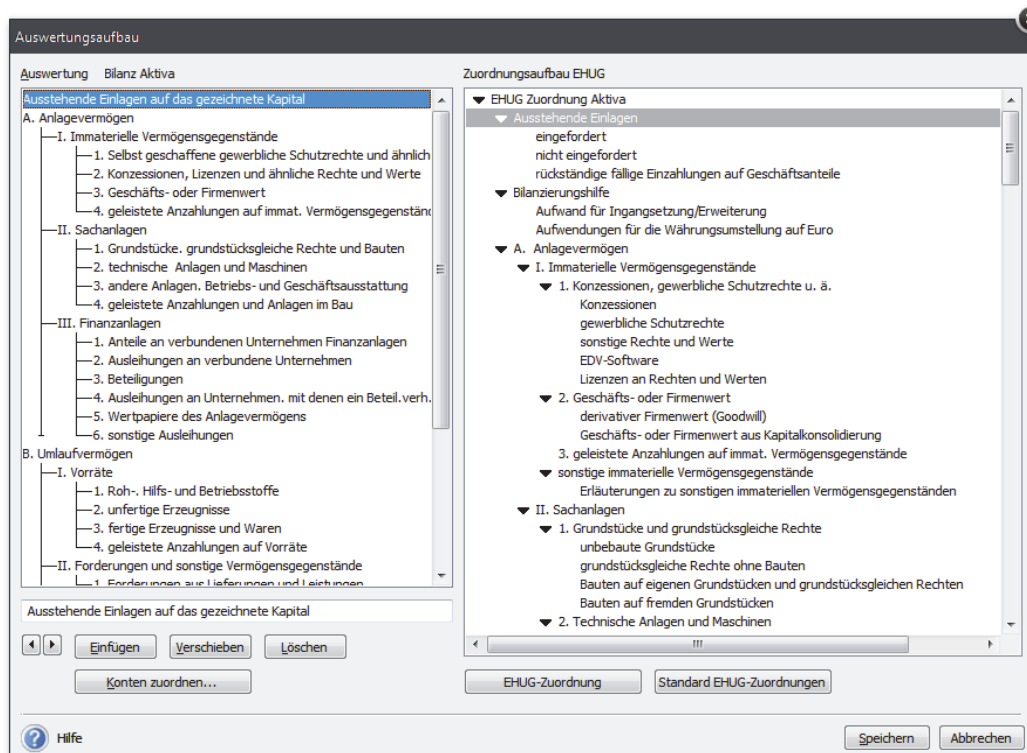 Auswertungsaufbau
Auswertung Bilanz Aktiva
Ausstehende Einlagen auf das gezeichnete Kapital
A. Anlagevermögen
I. Immaterielle Vermögensgegenstände
1. Selbst geschaffene gewerbliche Schutzrechte und ähnlich
2. Konzessionen, Lizenzen und ähnliche Rechte und Werte
3. Geschäfts- oder Firmenwert
4. geleistete Anzahlungen auf immat. Vermögensgegenstänc
II. Sachanlagen
1. Grundstücke. grundstücksgleiche Rechte und Bauten
2. technische Anlagen und Maschinen
3. andere Anlagen. Betriebs- und Geschäftsausstattung
4. geleistete Anzahlungen und Anlagen im Bau
III. Finanzanlagen
1. Anteile an verbundenen Unternehmen Finanzanlagen
2. Ausleihungen an verbundene Unternehmen
3. Beteiligungen
4. Ausleihungen an Unternehmen. mit denen ein Beteil.verh.
5. Wertpapiere des Anlagevermögens
6. sonstige Ausleihungen
B. Umlaufvermögen
I. Vorräte
1. Roh-. Hilfs- und Betriebsstoffe
2. unfertige Erzeugnisse
3. fertige Erzeugnisse und Waren
4. geleistete Anzahlungen auf Vorräte
II. Forderungen und sonstige Vermögensgegenstände
1. Forderungen aus Lieferungen und Leistungen
Ausstehende Einlagen auf das gezeichnete Kapital
Einfügen Verschieben Löschen
Konten zuordnen...
Zuordnungsaufbau EHUG
EHUG Zuordnung Aktiva
Ausstehende Einlagen
eingefordert
nicht eingefordert
rückständige fällige Einzahlungen auf Geschäftsanteile
Bilanzierungshilfe
Aufwand für Ingangsetzung/Erweiterung
Aufwendungen für die Währungsumstellung auf Euro
A. Anlagevermögen
I. Immaterielle Vermögensgegenstände
1. Konzessionen, gewerbliche Schutzrechte u. ä.
Konzessionen
gewerbliche Schutzrechte
sonstige Rechte und Werte
EDV-Software
Lizenzen an Rechten und Werten
2. Geschäfts- oder Firmenwert
derivativer Firmenwert (Goodwill)
Geschäfts- oder Firmenwert aus Kapitalkonsolidierung
3. geleistete Anzahlungen auf immat. Vermögensgegenstände
sonstige immaterielle Vermögensgegenstände
Erläuterungen zu sonstigen immateriellen Vermögensgegenständen
II. Sachanlagen
1. Grundstücke und grundstücksgleiche Rechte
unbebaute Grundstücke
grundstücksgleiche Rechte ohne Bauten
Bauten auf eigenen Grundstücken und grundstücksgleichen Rechten
Bauten auf fremden Grundstücken
2. Technische Anlagen und Maschinen
EHUG-Zuordnung Standard EHUG-Zuordnungen
Hilfe Speichern Abbrechen